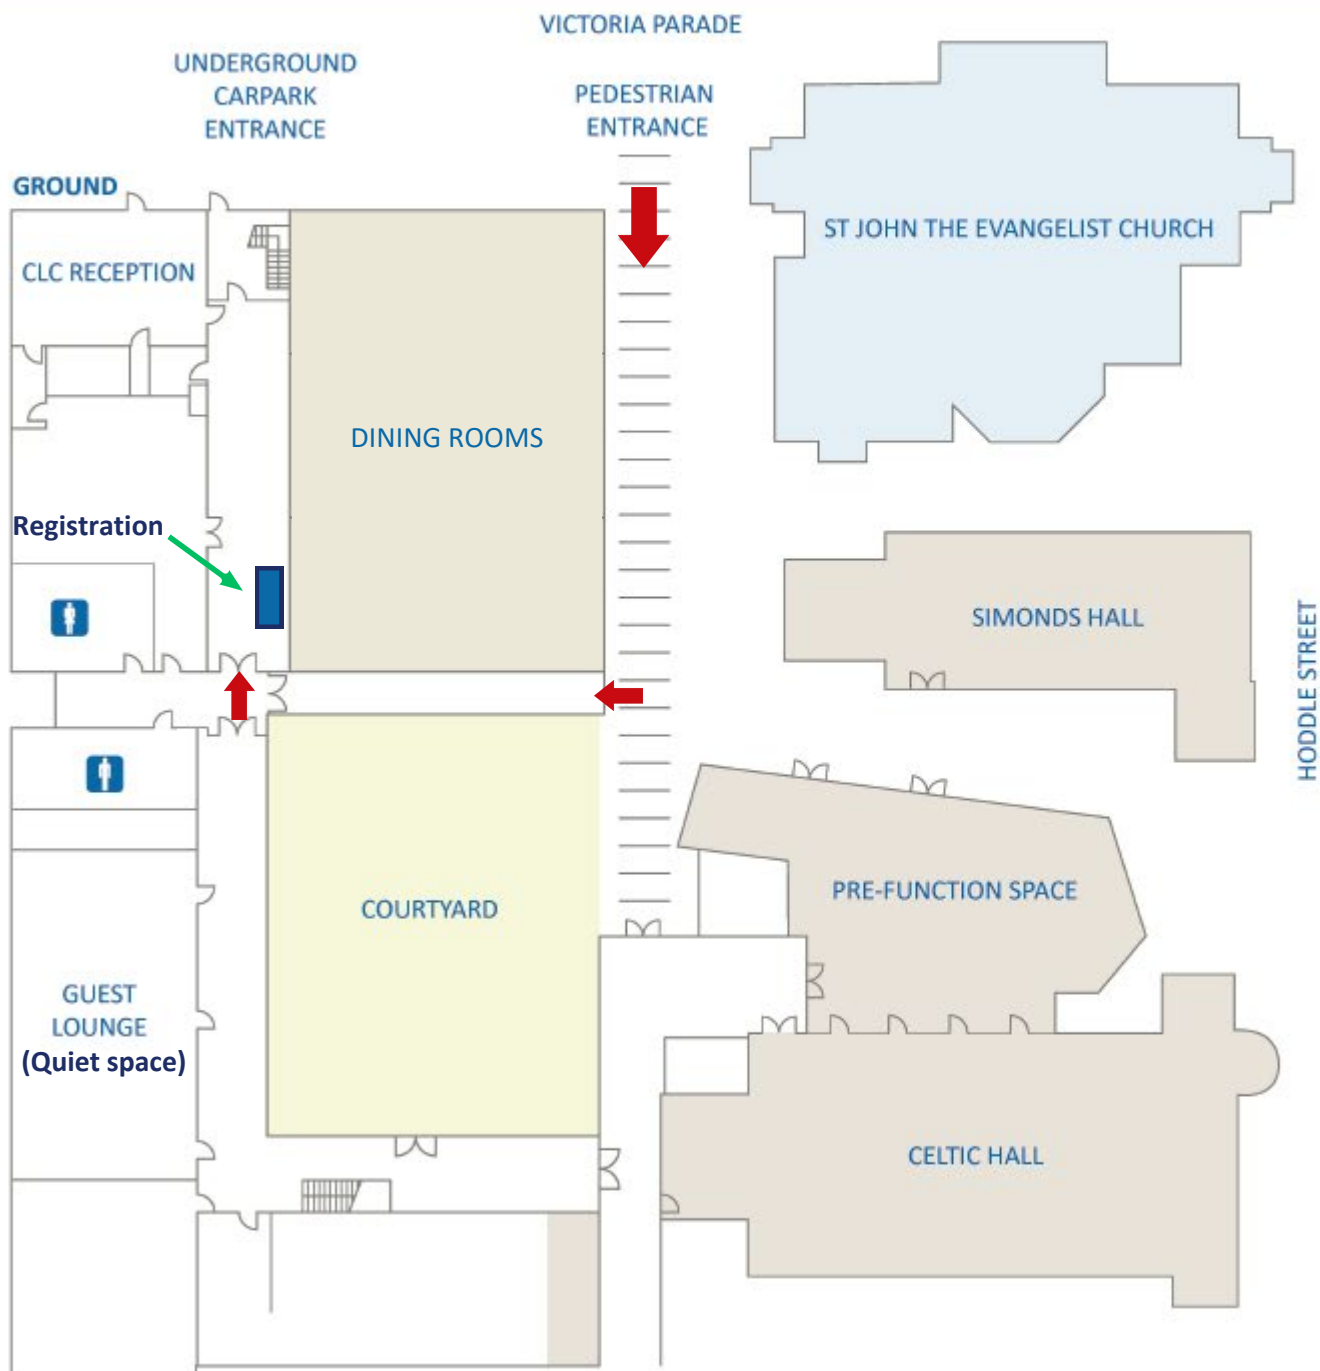 VICTORIA PARADE
UNDERGROUND
CARPARK
ENTRANCE
PEDESTRIAN
ENTRANCE
GROUND
CLC RECEPTION
ST JOHN THE EVANGELIST CHURCH
DINING ROOMS
Registration
SIMONDS HALL
HODDLE STREET
PRE-FUNCTION SPACE
COURTYARD
GUEST
LOUNGE
(Quiet space)
CELTIC HALL